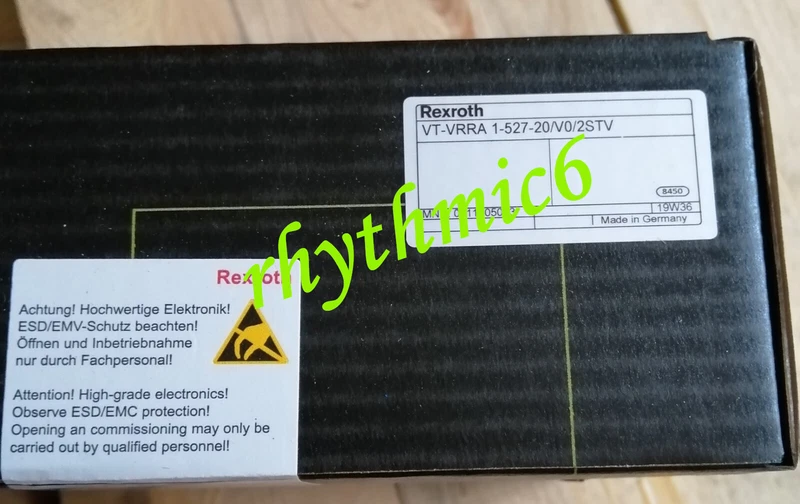 Rexroth
VT-VRRA 1-527-20/V0/2STV
8450
19W36
Made in Germany
rhythmic6
Rexroth
Achtung! Hochwertige Elektronik!
ESD/EMV-Schutz beachten!
Öffnen und Inbetriebnahme
nur durch Fachpersonal!
Attention! High-grade electronics!
Observe ESD/EMC protection!
Opening an commissioning may only be
carried out by qualified personnel!